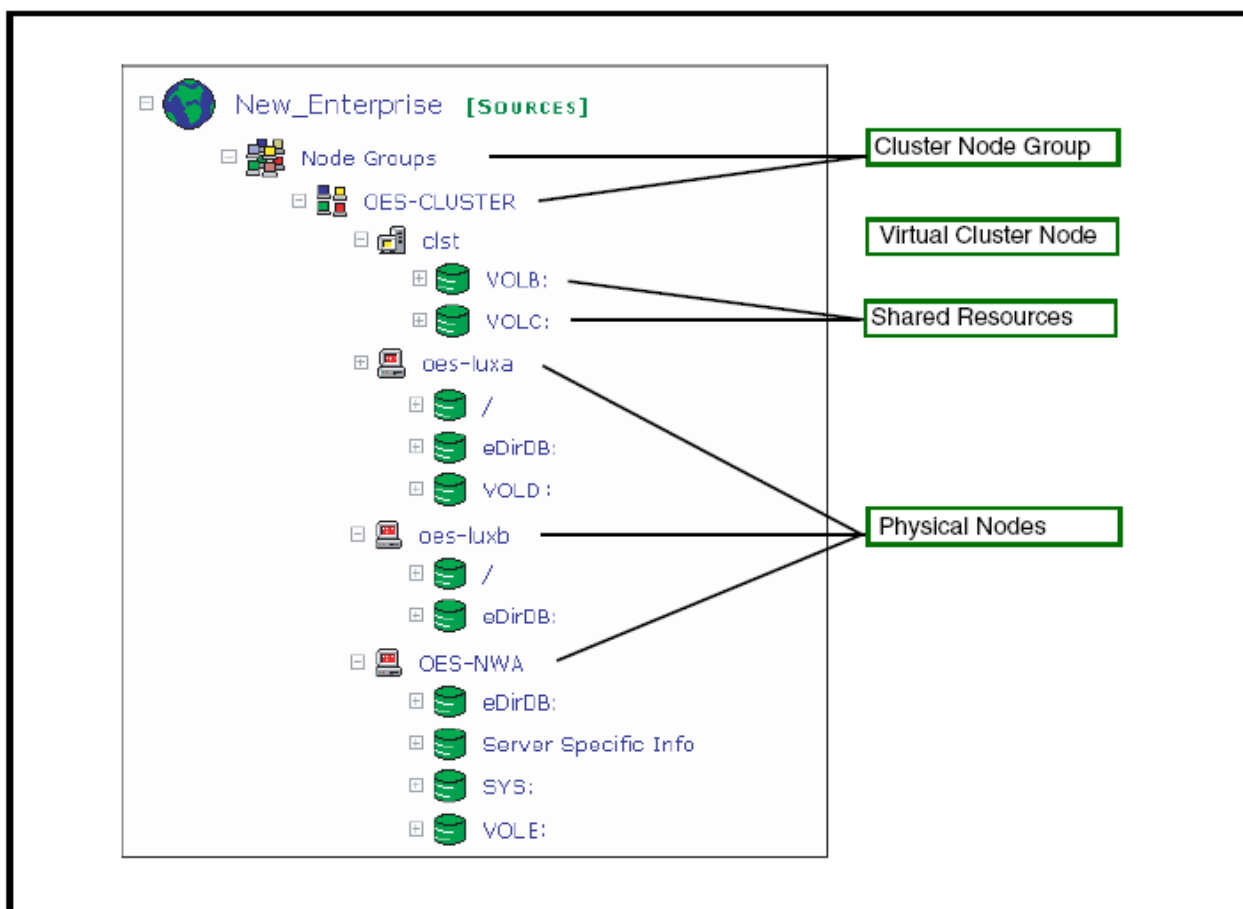 New_Enterprise [SOURCES]
Node Groups
OES-CLUSTER
clst
VOLB:
VOLC:
oes-luxa
/
eDirDB:
VOLD:
oes-luxb
/
eDirDB:
OES-NWA
eDirDB:
Server Specific Info
SYS:
VOLE:
Cluster Node Group
Virtual Cluster Node
Shared Resources
Physical Nodes